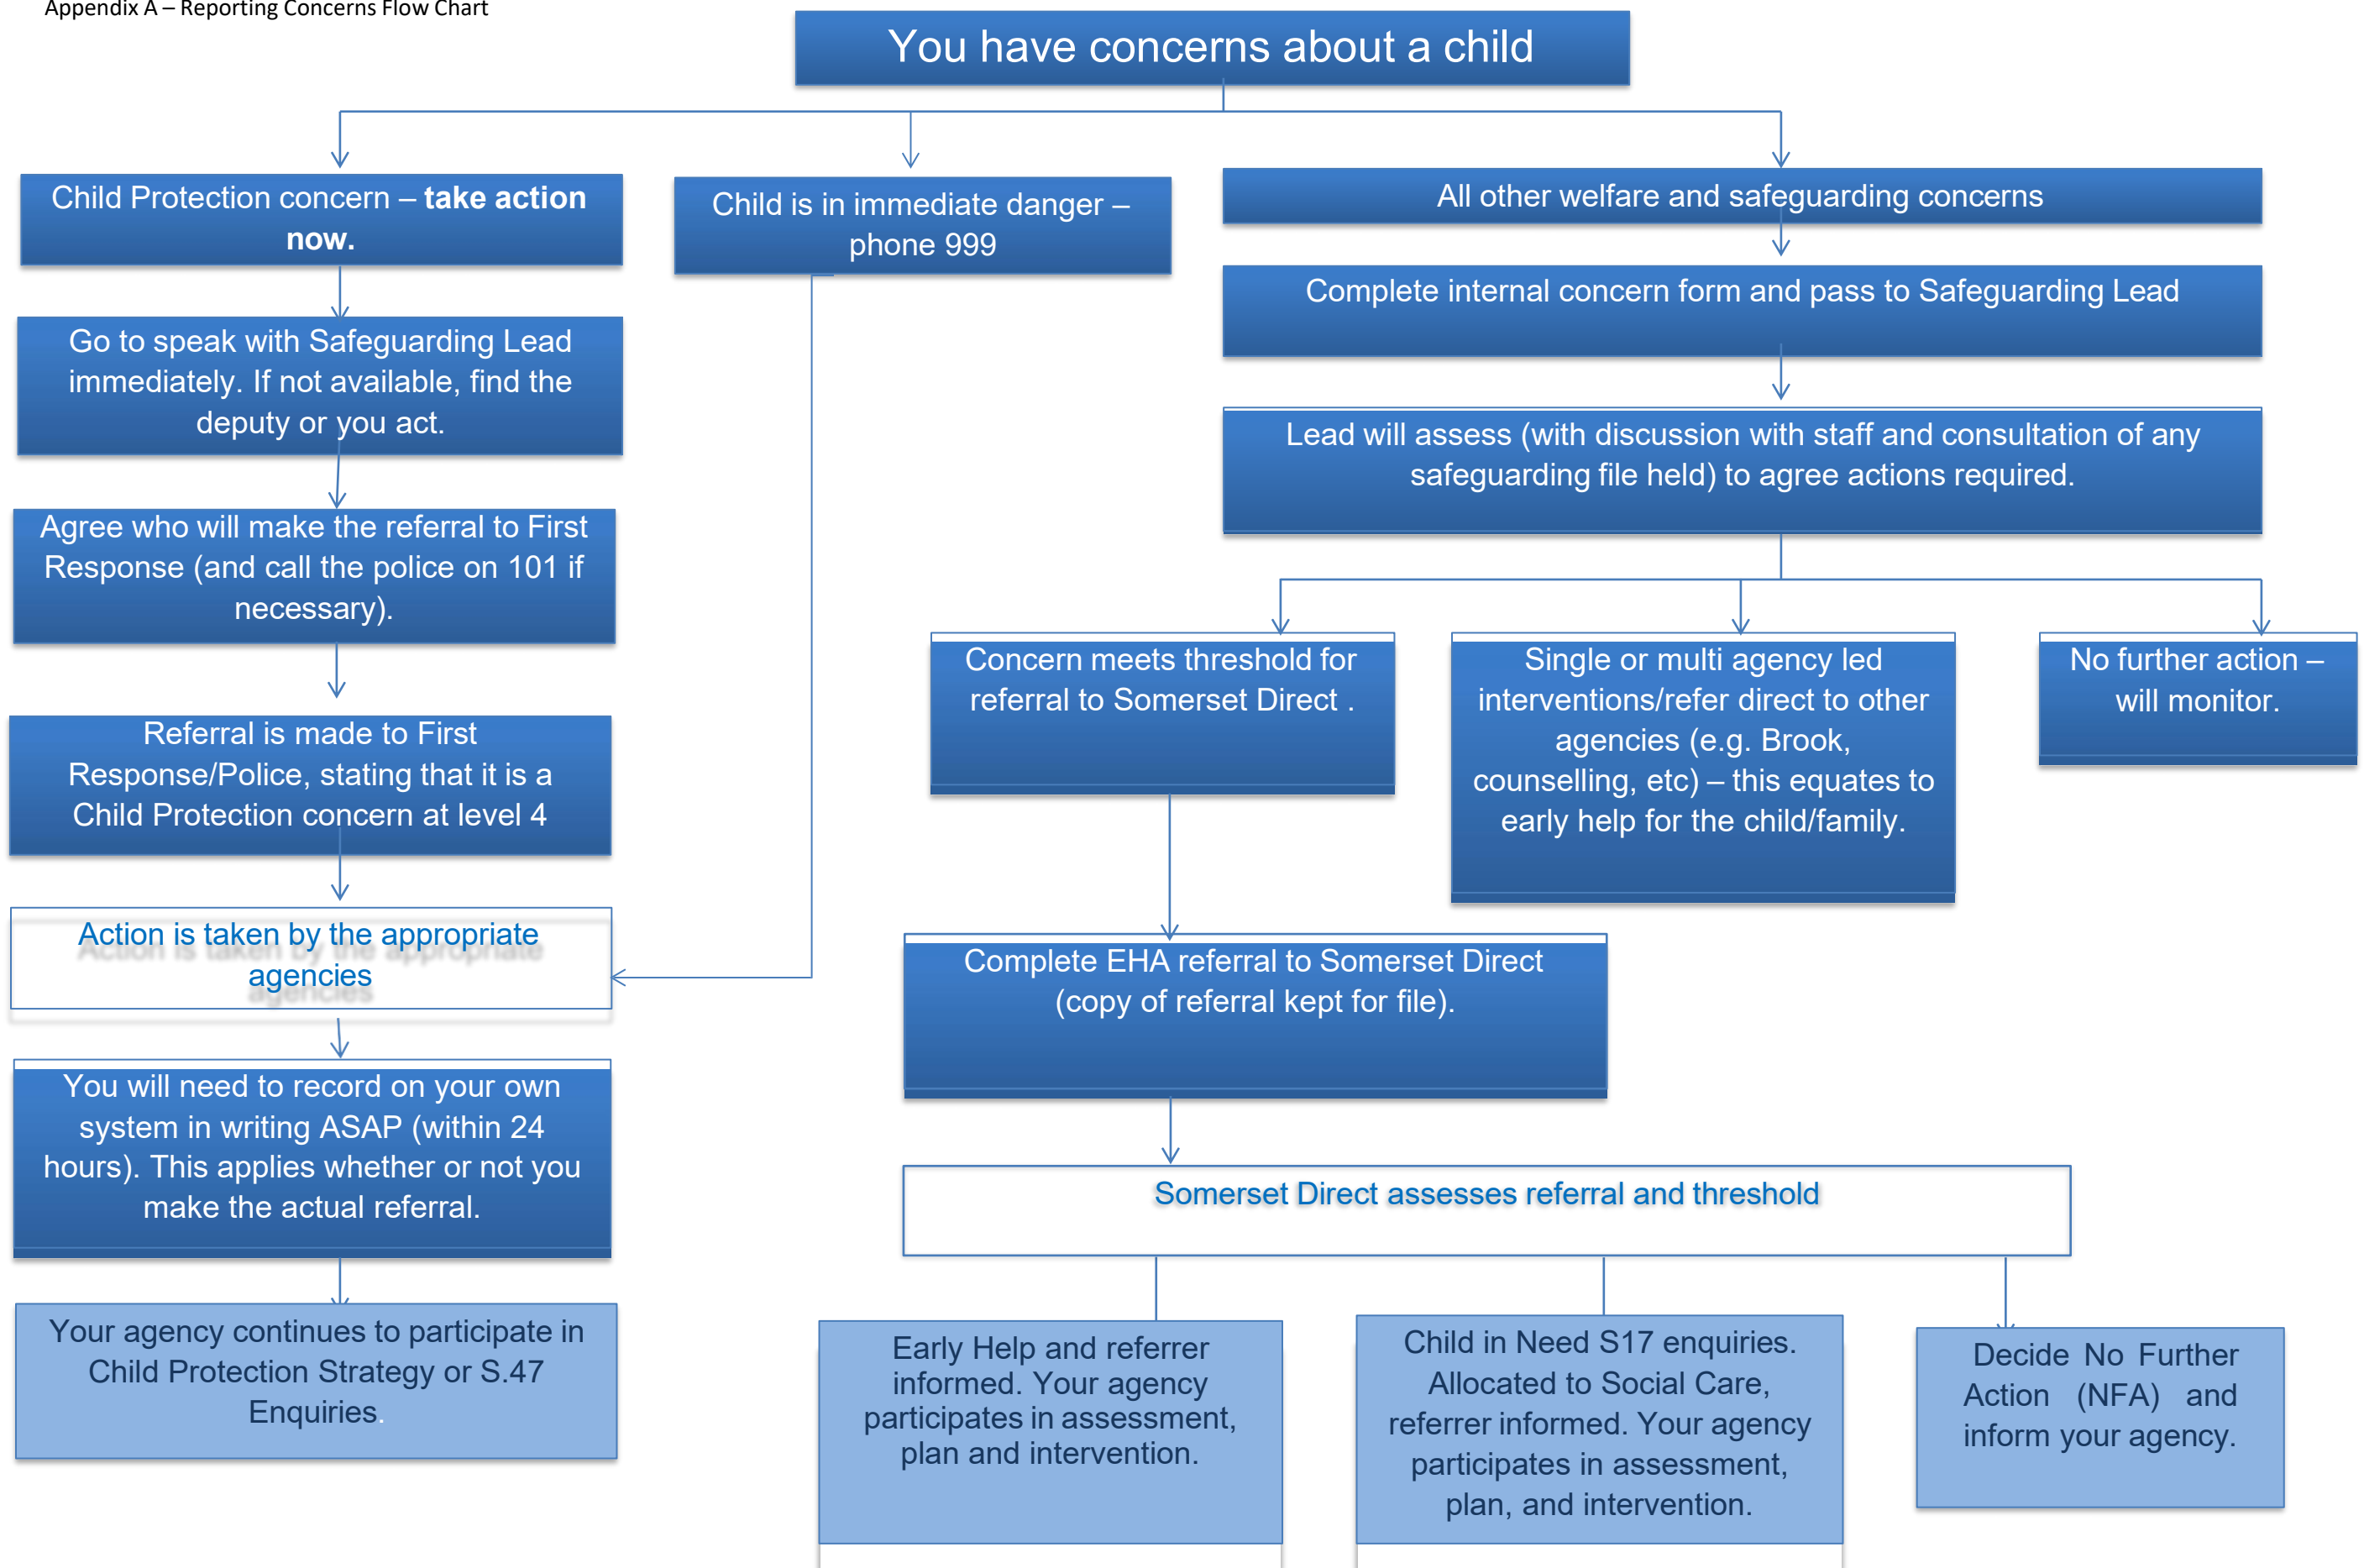 Appendix A – Reporting Concerns Flow Chart
You have concerns about a child
Child Protection concern – take action
now.
Go to speak with Safeguarding Lead
immediately. If not available, find the
deputy or you act.
Agree who will make the referral to First
Response (and call the police on 101 if
necessary).
Referral is made to First
Response/Police, stating that it is a
Child Protection concern at level 4
Action is taken by the appropriate
agencies
You will need to record on your own
system in writing ASAP (within 24
hours). This applies whether or not you
make the actual referral.
Your agency continues to participate in
Child Protection Strategy or S.47
Enquiries.
Child is in immediate danger –
phone 999
All other welfare and safeguarding concerns
Complete internal concern form and pass to Safeguarding Lead
Lead will assess (with discussion with staff and consultation of any
safeguarding file held) to agree actions required.
Concern meets threshold for
referral to Somerset Direct .
Single or multi agency led
interventions/refer direct to other
agencies (e.g. Brook,
counselling, etc) – this equates to
early help for the child/family.
No further action –
will monitor.
Complete EHA referral to Somerset Direct
(copy of referral kept for file).
Somerset Direct assesses referral and threshold
Early Help and referrer
informed. Your agency
participates in assessment,
plan and intervention.
Child in Need S17 enquiries.
Allocated to Social Care,
referrer informed. Your agency
participates in assessment,
plan, and intervention.
Decide No Further
Action (NFA) and
inform your agency.